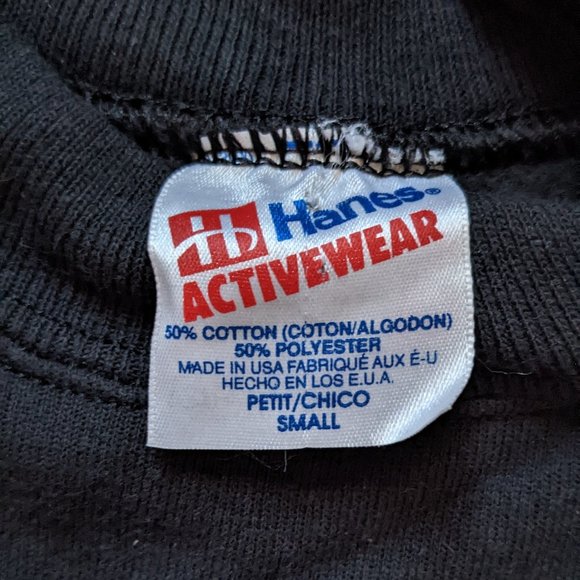 Hanes®
ACTIVEWEAR
50% COTTON (COTON/ALGODON)
50% POLYESTER
MADE IN USA FABRIQUÉ AUX É-U
HECHO EN LOS E.U.A.
PETIT/CHICO
SMALL